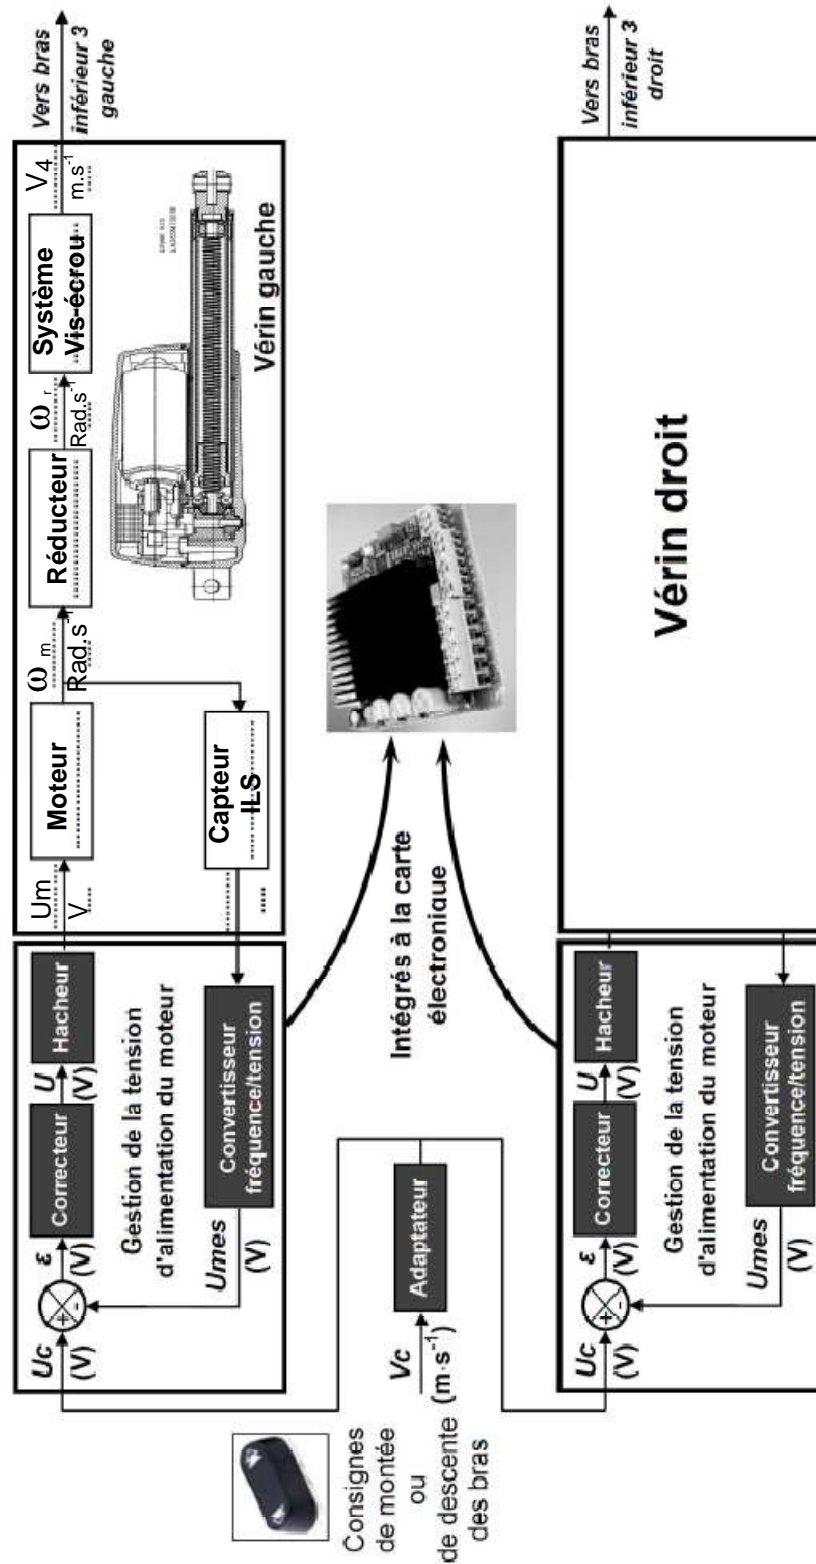 Consignes
de montée
ou
de descente
des bras
Vc
(m·s⁻¹)
Adaptateur
Uc
(V)
+
-
ε
(V)
Correcteur
U
(V)
Hacheur
Gestion de la tension
d'alimentation du moteur
Umes
(V)
Convertisseur
fréquence/tension
Um
V
Moteur
ω m
Rad.s⁻¹
Réducteur
ω r
Rad.s⁻¹
Système
Vis-écrou
V4
m.s⁻¹
Vers bras
inférieur 3
gauche
Capteur
ILS
Vérin gauche
Intégrés à la carte
électronique
Uc
(V)
+
-
ε
(V)
Correcteur
U
(V)
Hacheur
Gestion de la tension
d'alimentation du moteur
Umes
(V)
Convertisseur
fréquence/tension
Vérin droit
Vers bras
inférieur 3
droit